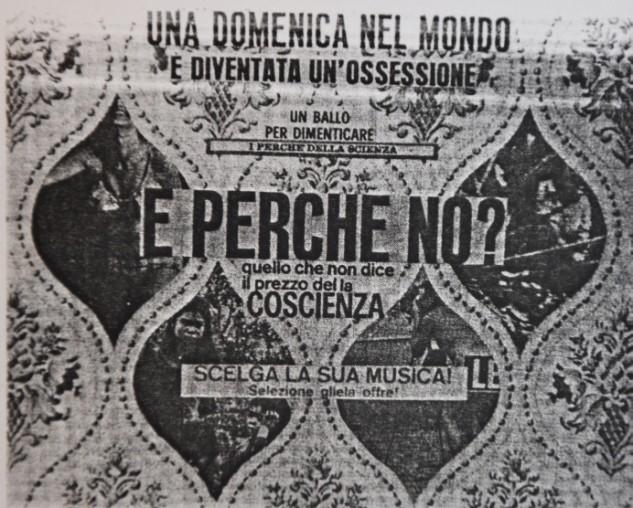 UNA DOMENICA NEL MONDO
E DIVENTATA UN'OSSESSIONE
UN BALLO
PER DIMENTICARE
I PERCHE DELLA SCIENZA
E PERCHE NO?
quello che non dice
il prezzo della
COSCIENZA
SCELGA LA SUA MUSICA!
LE
Selezione gliela offre!